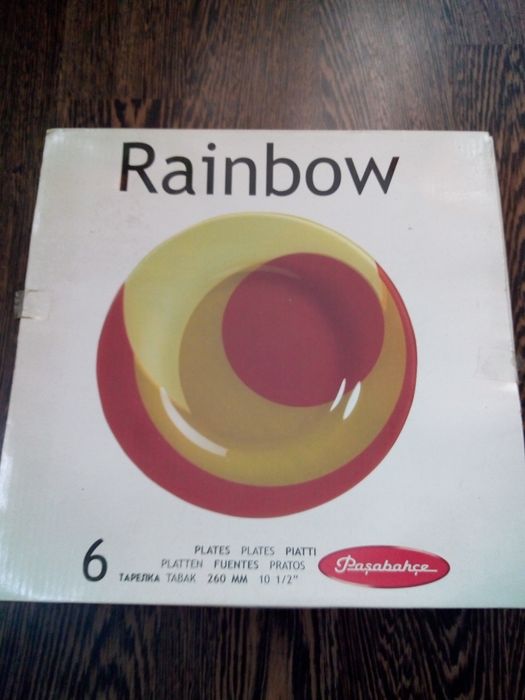 Rainbow
6
PLATES PLATES PIATTI
PLATTEN FUENTES PRATOS
ТАРЕЛКА TABAK 260 MM 10 1/2"
Paşabahçe